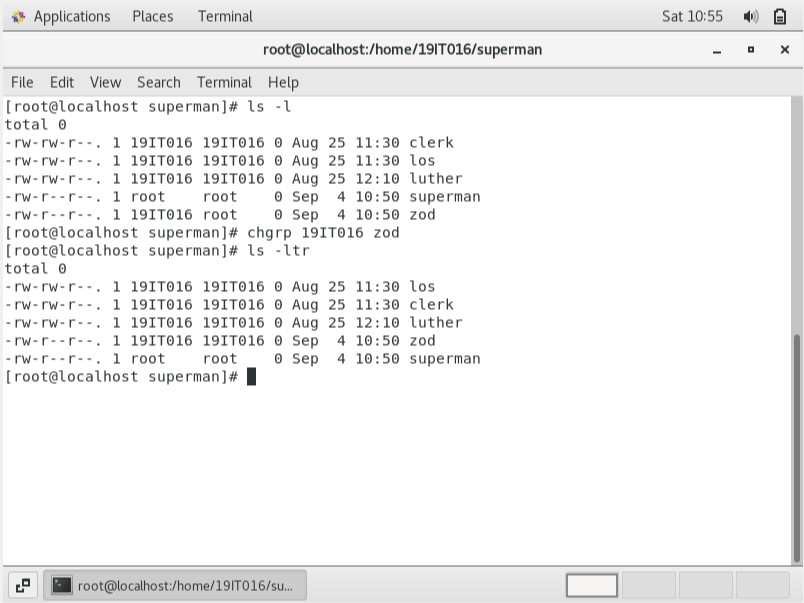 Applications Places Terminal Sat 10:55
root@localhost:/home/19IT016/superman
File Edit View Search Terminal Help
[root@localhost superman]# ls -l
total 0
-rw-rw-r--. 1 19IT016 19IT016 0 Aug 25 11:30 clerk
-rw-rw-r--. 1 19IT016 19IT016 0 Aug 25 11:30 los
-rw-rw-r--. 1 19IT016 19IT016 0 Aug 25 12:10 luther
-rw-r--r--. 1 root    root    0 Sep  4 10:50 superman
-rw-r--r--. 1 19IT016 root    0 Sep  4 10:50 zod
[root@localhost superman]# chgrp 19IT016 zod
[root@localhost superman]# ls -ltr
total 0
-rw-rw-r--. 1 19IT016 19IT016 0 Aug 25 11:30 los
-rw-rw-r--. 1 19IT016 19IT016 0 Aug 25 11:30 clerk
-rw-rw-r--. 1 19IT016 19IT016 0 Aug 25 12:10 luther
-rw-r--r--. 1 19IT016 19IT016 0 Sep  4 10:50 zod
-rw-r--r--. 1 root    root    0 Sep  4 10:50 superman
[root@localhost superman]#
root@localhost:/home/19IT016/su...